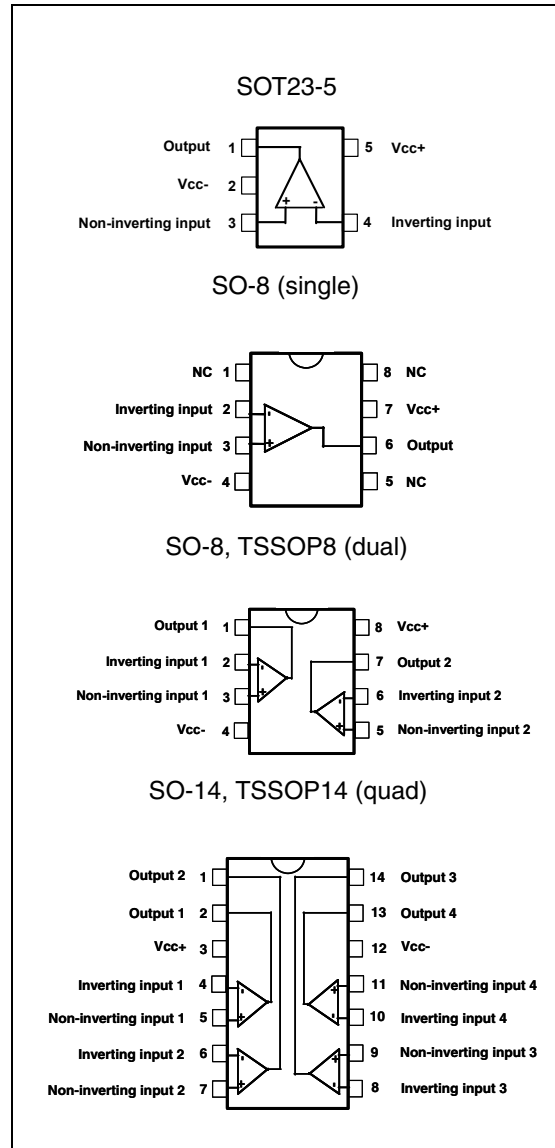 SOT23-5
Output 1 5 Vcc+
Vcc- 2
Non-inverting input 3 4 Inverting input
+ -
SO-8 (single)
NC 1 8 NC
Inverting input 2 7 Vcc+
Non-inverting input 3 6 Output
Vcc- 4 5 NC
- +
SO-8, TSSOP8 (dual)
Output 1 1 8 Vcc+
Inverting input 1 2 7 Output 2
Non-inverting input 1 3 6 Inverting input 2
Vcc- 4 5 Non-inverting input 2
- + - +
SO-14, TSSOP14 (quad)
Output 2 1 14 Output 3
Output 1 2 13 Output 4
Vcc+ 3 12 Vcc-
Inverting input 1 4 11 Non-inverting input 4
Non-inverting input 1 5 10 Inverting input 4
Inverting input 2 6 9 Non-inverting input 3
Non-inverting input 2 7 8 Inverting input 3
- + + -
- + + -